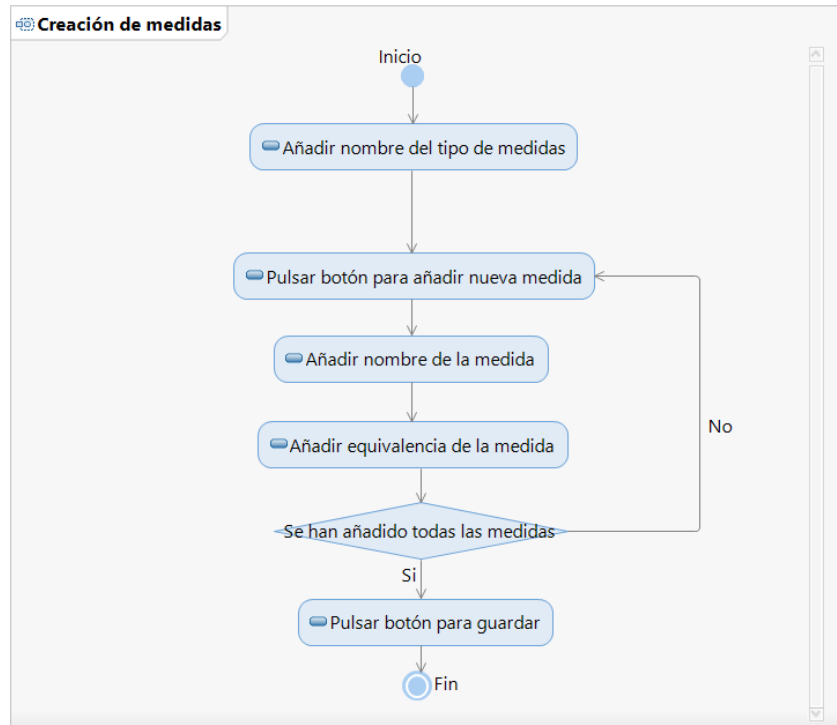 Creación de medidas
Inicio
Añadir nombre del tipo de medidas
Pulsar botón para añadir nueva medida
Añadir nombre de la medida
No
Añadir equivalencia de la medida
Se han añadido todas las medidas
Si
Pulsar botón para guardar
Fin